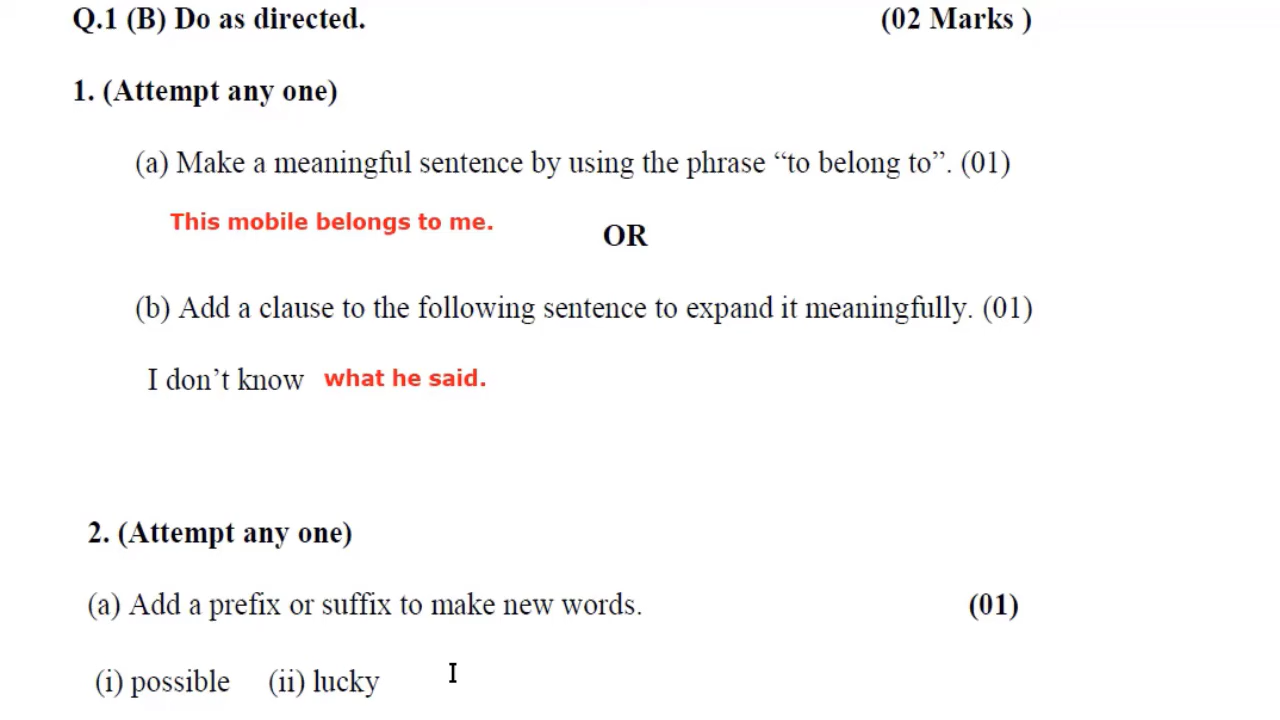 Q.1 (B) Do as directed. (02 Marks )
1. (Attempt any one)
(a) Make a meaningful sentence by using the phrase “to belong to”. (01)
This mobile belongs to me.
OR
(b) Add a clause to the following sentence to expand it meaningfully. (01)
I don’t know what he said.
2. (Attempt any one)
(a) Add a prefix or suffix to make new words. (01)
(i) possible (ii) lucky